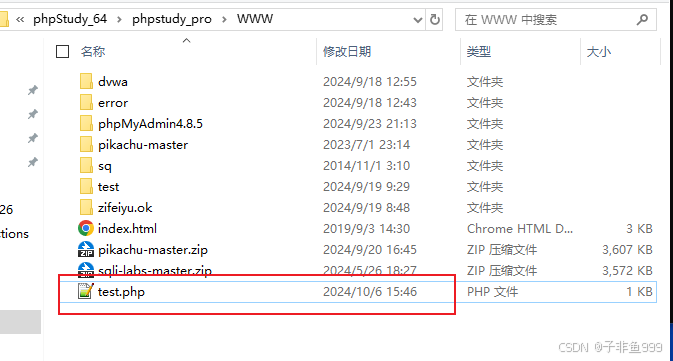 « phpStudy_64 › phpstudy_pro › WWW 在 WWW 中搜索
名称 修改日期 类型 大小
dvwa 2024/9/18 12:55 文件夹
error 2024/9/18 12:43 文件夹
phpMyAdmin4.8.5 2024/9/23 21:13 文件夹
pikachu-master 2023/7/1 23:14 文件夹
sq 2014/11/1 3:10 文件夹
test 2024/9/19 9:29 文件夹
26 zifeiyu.ok 2024/9/19 8:48 文件夹
ctions index.html 2019/9/3 14:30 Chrome HTML D... 3 KB
pikachu-master.zip 2024/9/20 16:45 ZIP 压缩文件 3,607 KB
sqli-labs-master.zip 2024/5/26 18:27 ZIP 压缩文件 3,572 KB
test.php 2024/10/6 15:46 PHP 文件 1 KB
CSDN @子非鱼999